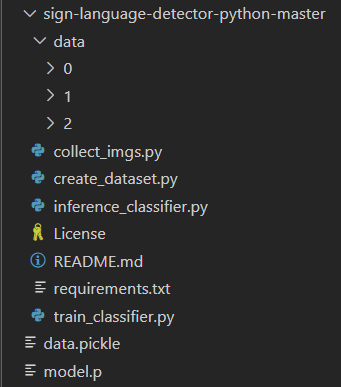 sign-language-detector-python-master
data
0
1
2
collect_imgs.py
create_dataset.py
inference_classifier.py
License
README.md
requirements.txt
train_classifier.py
data.pickle
model.p